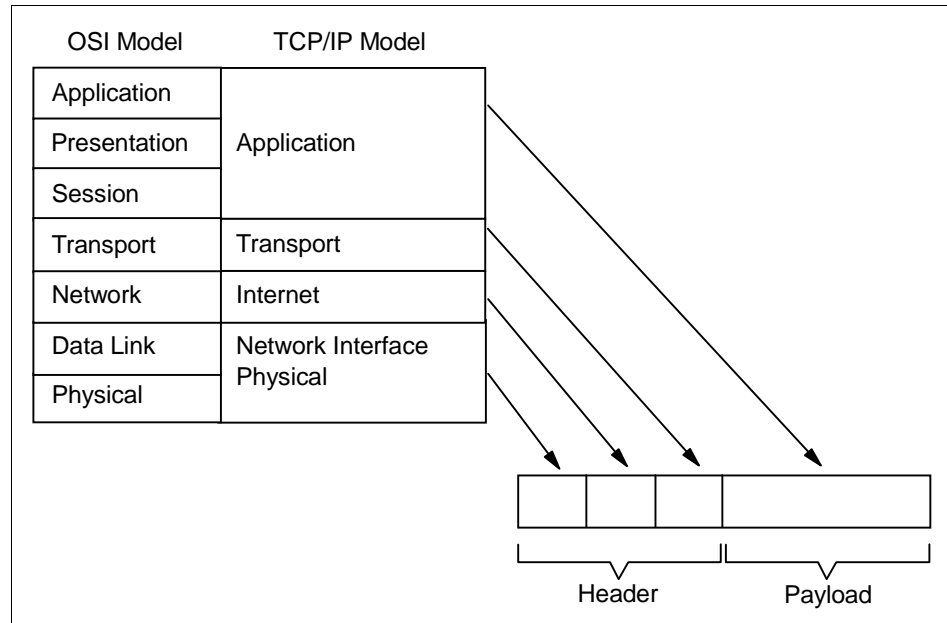 OSI Model
TCP/IP Model
Application
Presentation
Application
Session
Transport
Transport
Network
Internet
Data Link
Network Interface
Physical
Physical
Header
Payload